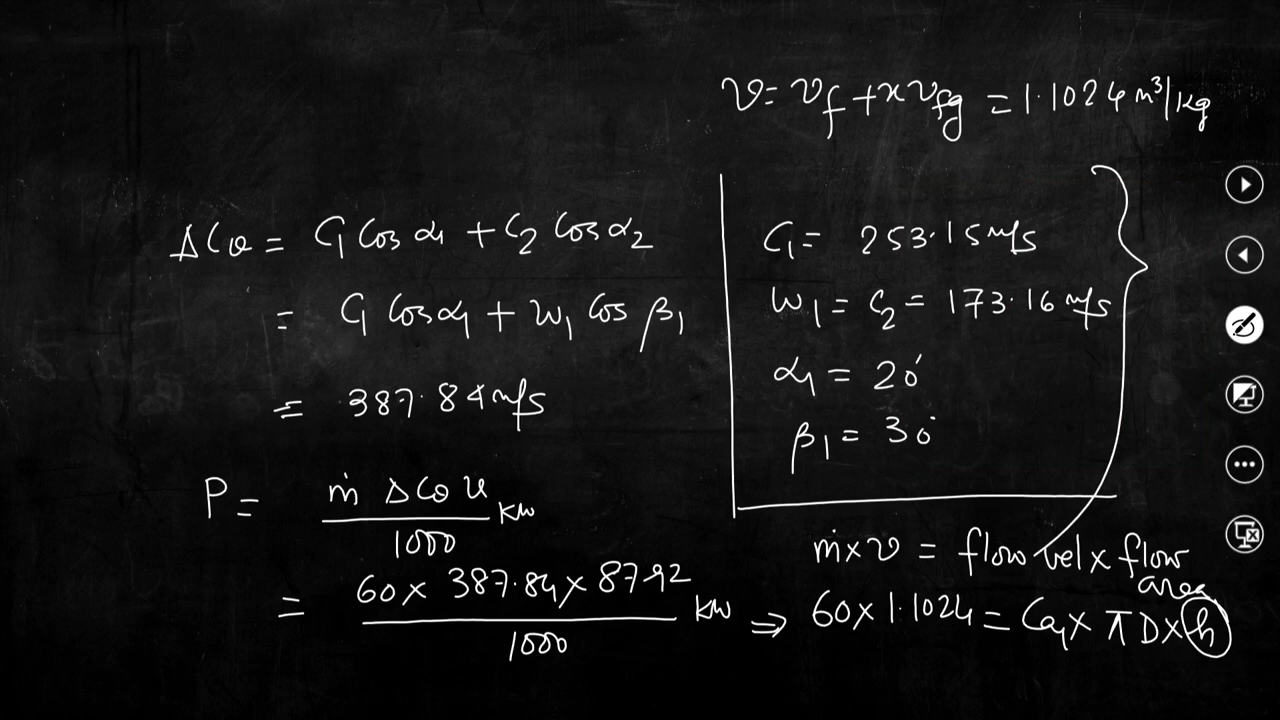 v = v_f + x v_fg = 1.1024 m³/kg
ΔC_θ = C₁ Cos α₁ + C₂ Cos α₂
= C₁ Cos α₁ + W₁ Cos β₁
= 387.84 m/s
C₁ = 253.15 m/s
W₁ = C₂ = 173.16 m/s
α₁ = 20°
β₁ = 30°
P = ṁ ΔC_θ U / 1000 KW
= 60 × 387.84 × 87.92 / 1000 KW
ṁ × v = flow vel × flow area
⇒ 60 × 1.1024 = Ca₁ × π D × h